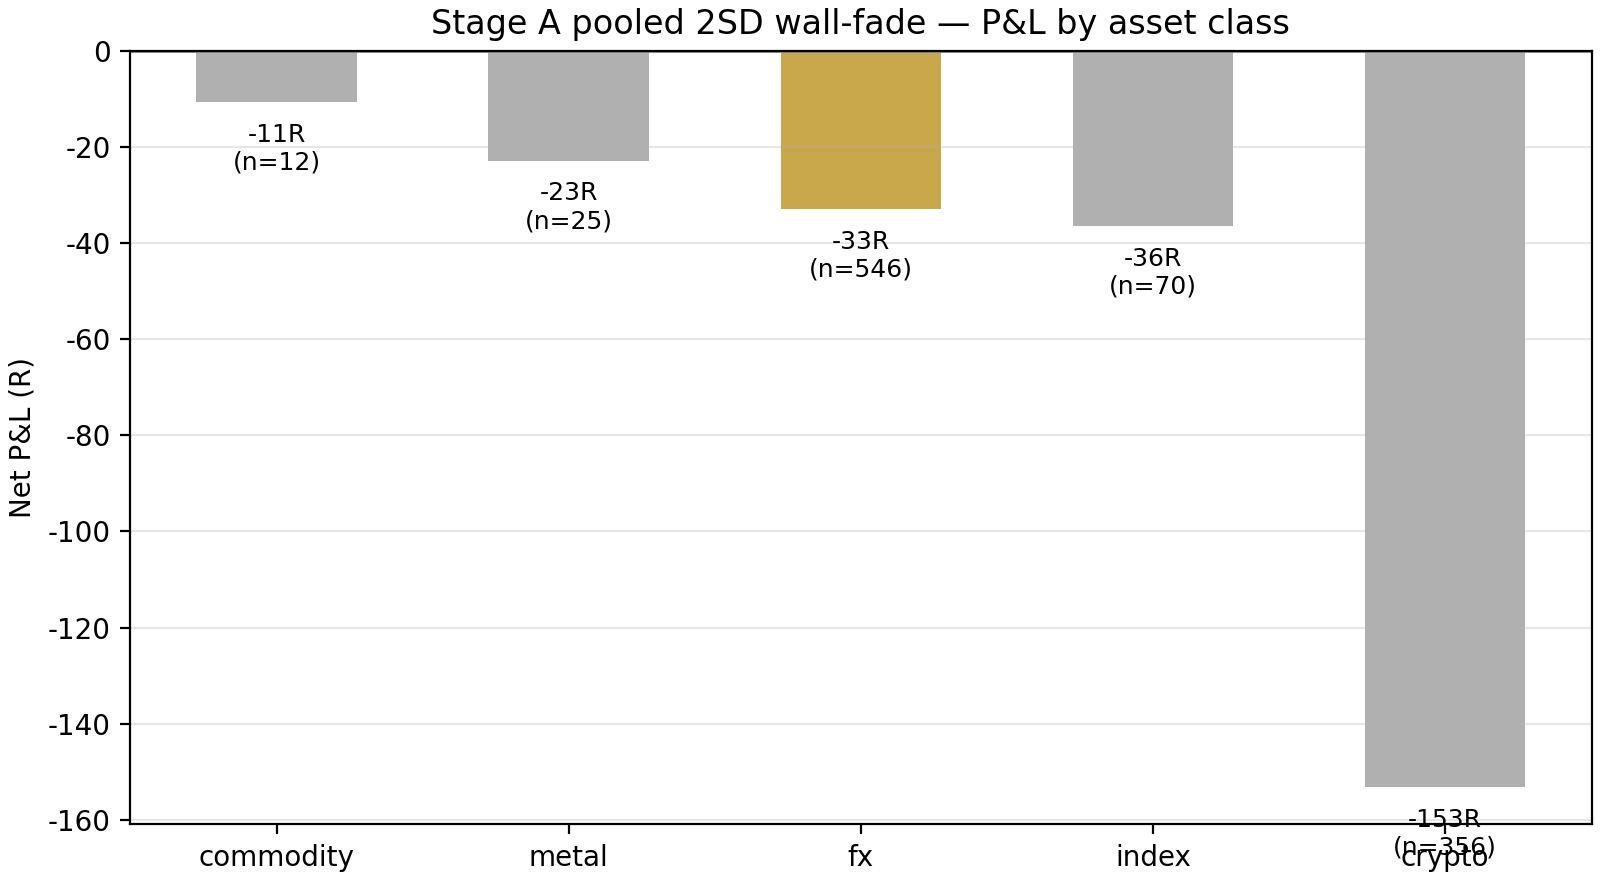 Stage A pooled 2SD wall-fade — P&L by asset class
Net P&L (R)
0
-20
-40
-60
-80
-100
-120
-140
-160
-11R
(n=12)
-23R
(n=25)
-33R
(n=546)
-36R
(n=70)
-153R
(n=356)
commodity
metal
fx
index
crypto